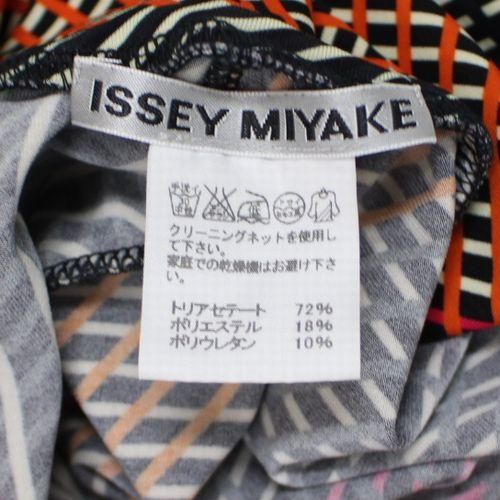 ISSEY MIYAKE
クリーニングネットを使用し
て下さい。
家庭での乾燥機はお避け下さ
い。
トリアセテート 72%
ポリエステル 18%
ポリウレタン 10%